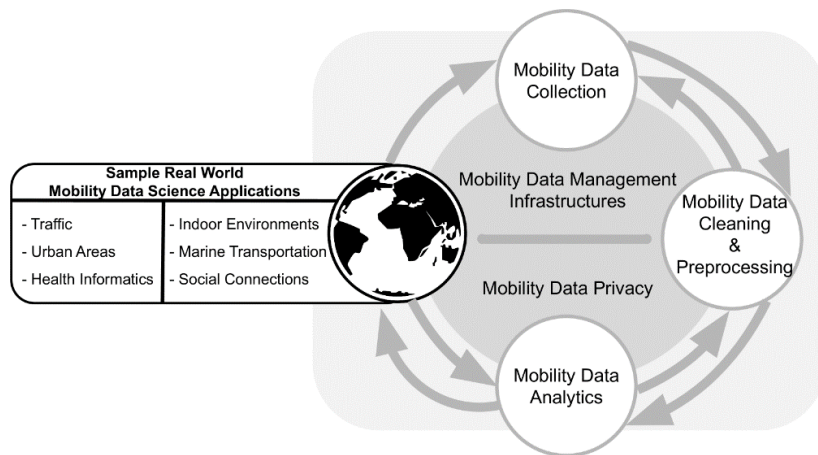 Sample Real World
Mobility Data Science Applications
- Traffic
- Urban Areas
- Health Informatics
- Indoor Environments
- Marine Transportation
- Social Connections
Mobility Data
Collection
Mobility Data Management
Infrastructures
Mobility Data
Cleaning
&
Preprocessing
Mobility Data Privacy
Mobility Data
Analytics